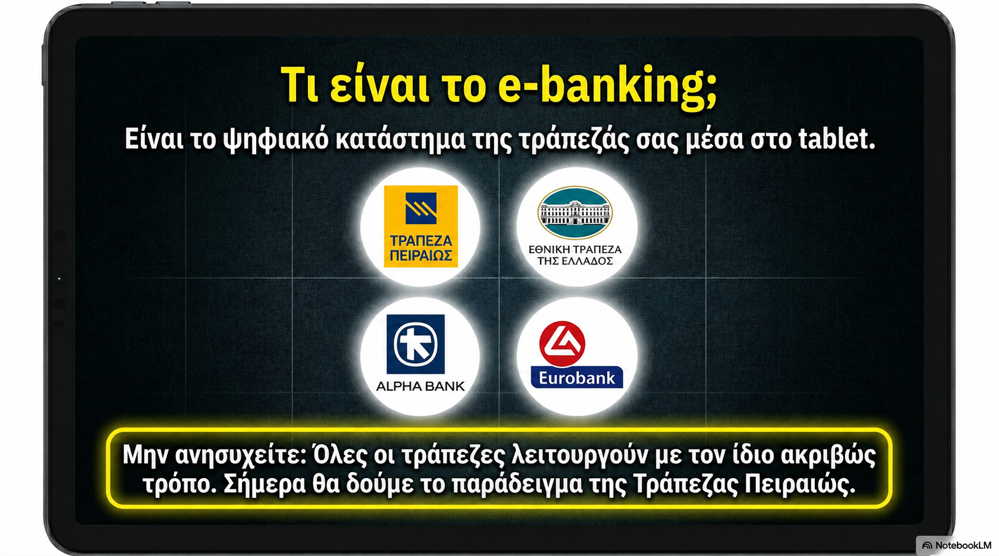 Τι είναι το e-banking;
Είναι το ψηφιακό κατάστημα της τράπεζάς σας μέσα στο tablet.
ΤΡΑΠΕΖΑ
ΠΕΙΡΑΙΩΣ
ΕΘΝΙΚΗ ΤΡΑΠΕΖΑ
ΤΗΣ ΕΛΛΑΔΟΣ
ALPHA BANK
Eurobank
Μην ανησυχείτε: Όλες οι τράπεζες λειτουργούν με τον ίδιο ακριβώς
τρόπο. Σήμερα θα δούμε το παράδειγμα της Τράπεζας Πειραιώς.
NotebookLM